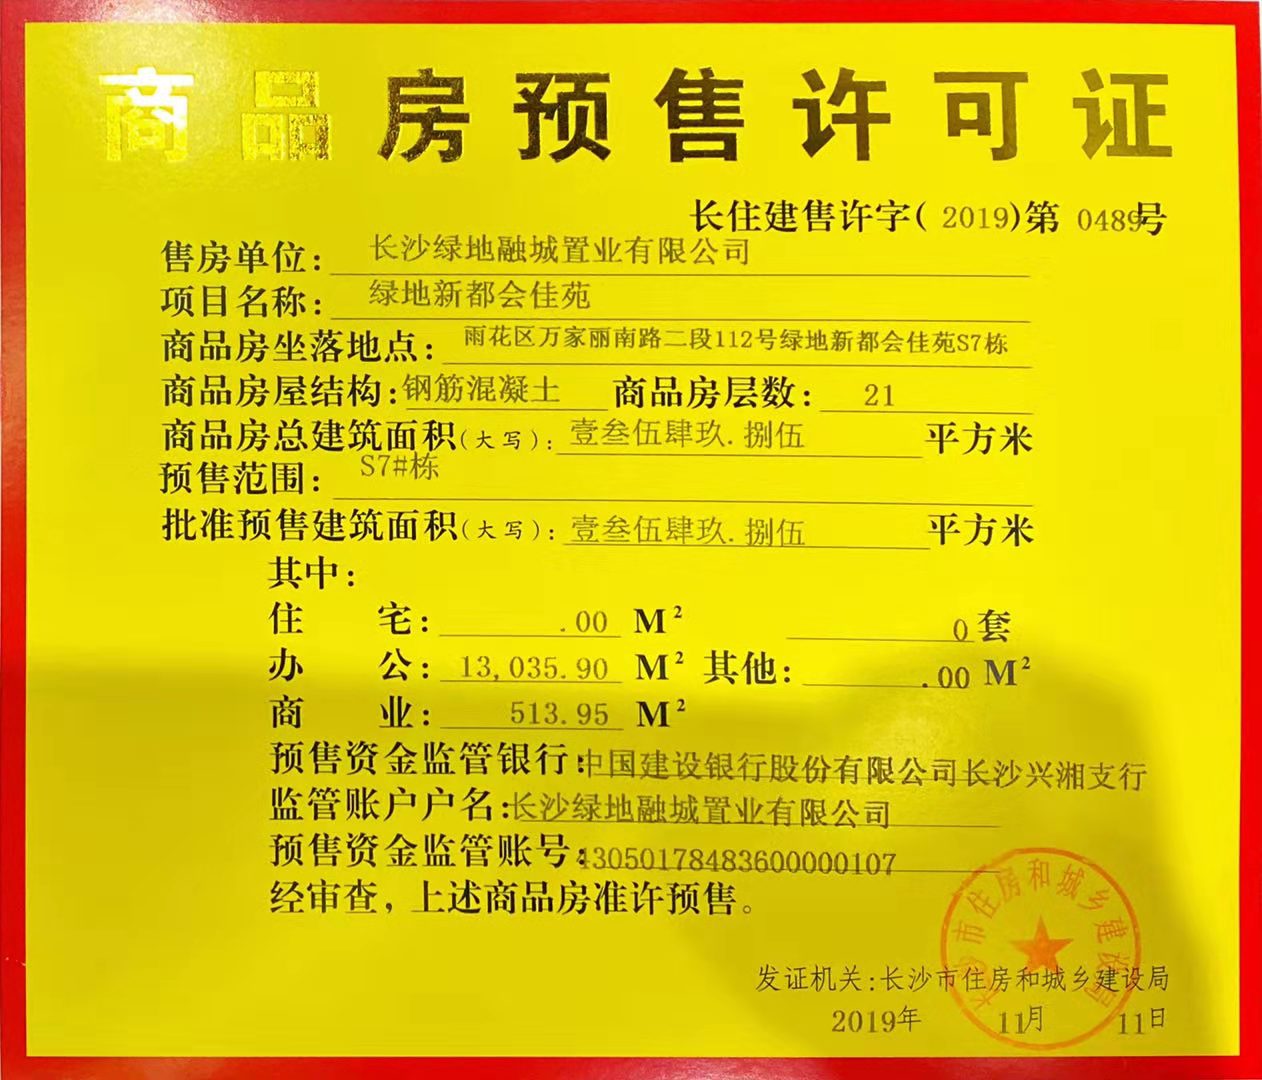 商品房预售许可证
长住建售许字(2019)第0489号
售房单位:长沙绿地融城置业有限公司
项目名称:绿地新都会佳苑
商品房坐落地点:雨花区万家丽南路二段112号绿地新都会佳苑S7栋
商品房屋结构:钢筋混凝土 商品房层数:21
商品房总建筑面积(大写):壹叁伍肆玖.捌伍 平方米
预售范围:S7#栋
批准预售建筑面积(大写):壹叁伍肆玖.捌伍 平方米
其中:
住 宅:.00 M² 0套
办 公:13,035.90 M² 其他:.00 M²
商 业:513.95 M²
预售资金监管银行:中国建设银行股份有限公司长沙兴湘支行
监管账户户名:长沙绿地融城置业有限公司
预售资金监管账号:43050178483600000107
经审查,上述商品房准许预售。
长沙市住房和城乡建设局
发证机关:长沙市住房和城乡建设局
2019年 11月 11日